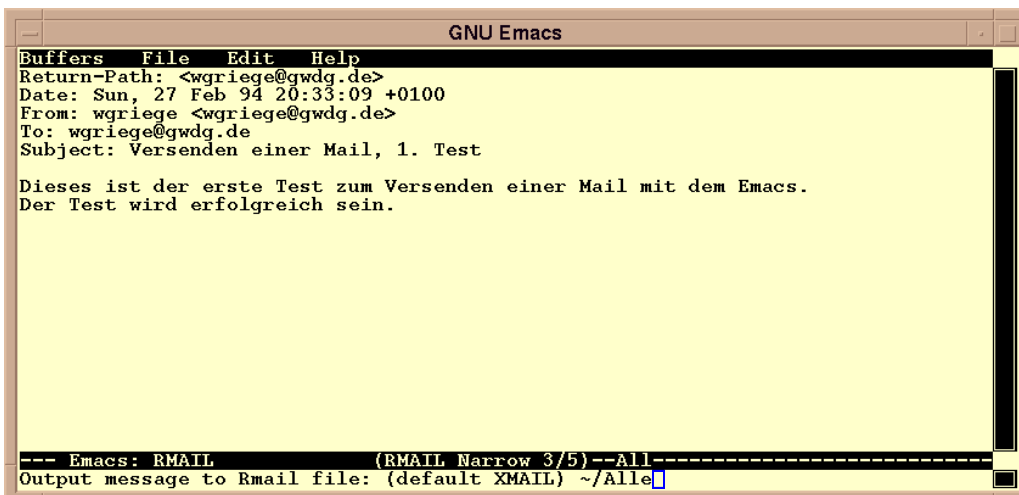 GNU Emacs
Buffers File Edit Help
Return-Path: <wgriege@gwdg.de>
Date: Sun, 27 Feb 94 20:33:09 +0100
From: wgriege <wgriege@gwdg.de>
To: wgriege@gwdg.de
Subject: Versenden einer Mail, 1. Test
Dieses ist der erste Test zum Versenden einer Mail mit dem Emacs.
Der Test wird erfolgreich sein.
--- Emacs: RMAIL (RMAIL Narrow 3/5)--All---------------------------
Output message to Rmail file: (default XMAIL) ~/Alle